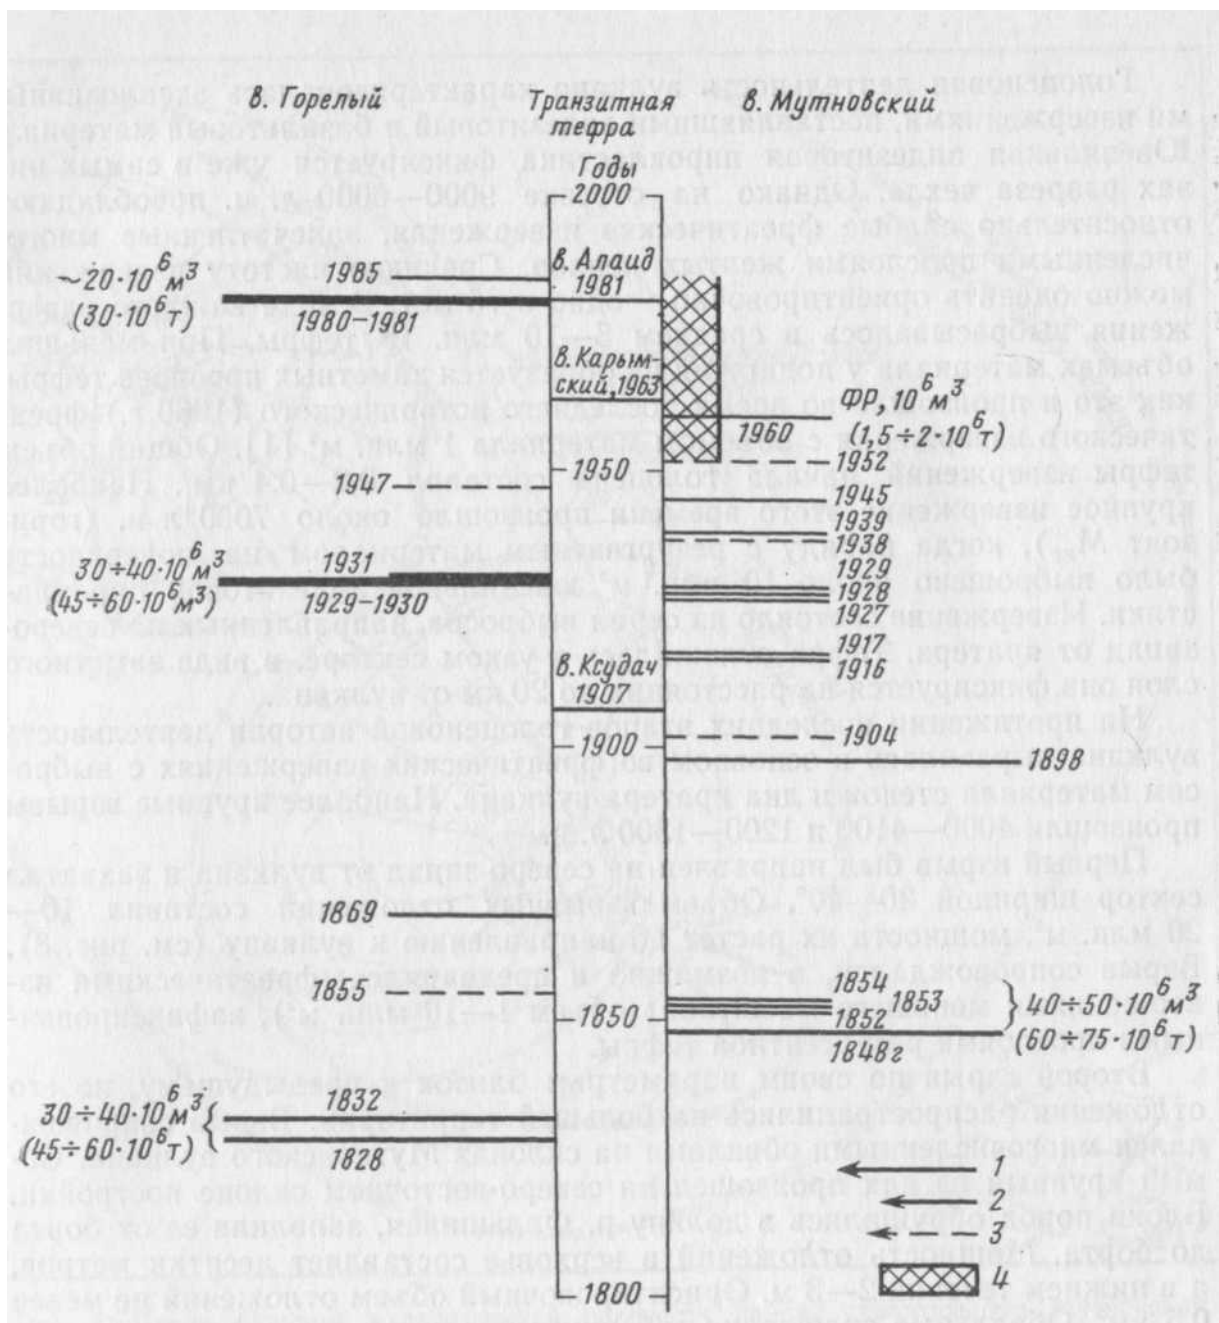 в. Горелый
Транзитная
тефра
в. Мутновский
Годы
2000
в. Алаид
1981
~20·10⁶ м³
(30·10⁶ т)
1985
1980–1981
в. Карым-
ский, 1963
ФР, 10⁶ м³
1960
(1,5÷2·10⁶ т)
1952
1950
1947
1945
1939
1938
1929
1928
1927
30÷40·10⁶ м³
(45÷60·10⁶ м³)
1931
1929–1930
1917
1916
в. Ксудач
1907
1904
1900
1898
1869
1855
1854
1853
1852
1848 г
40÷50·10⁶ м³
(60÷75·10⁶ т)
1850
30÷40·10⁶ м³
(45÷60·10⁶ т)
1832
1828
1
2
3
4
1800